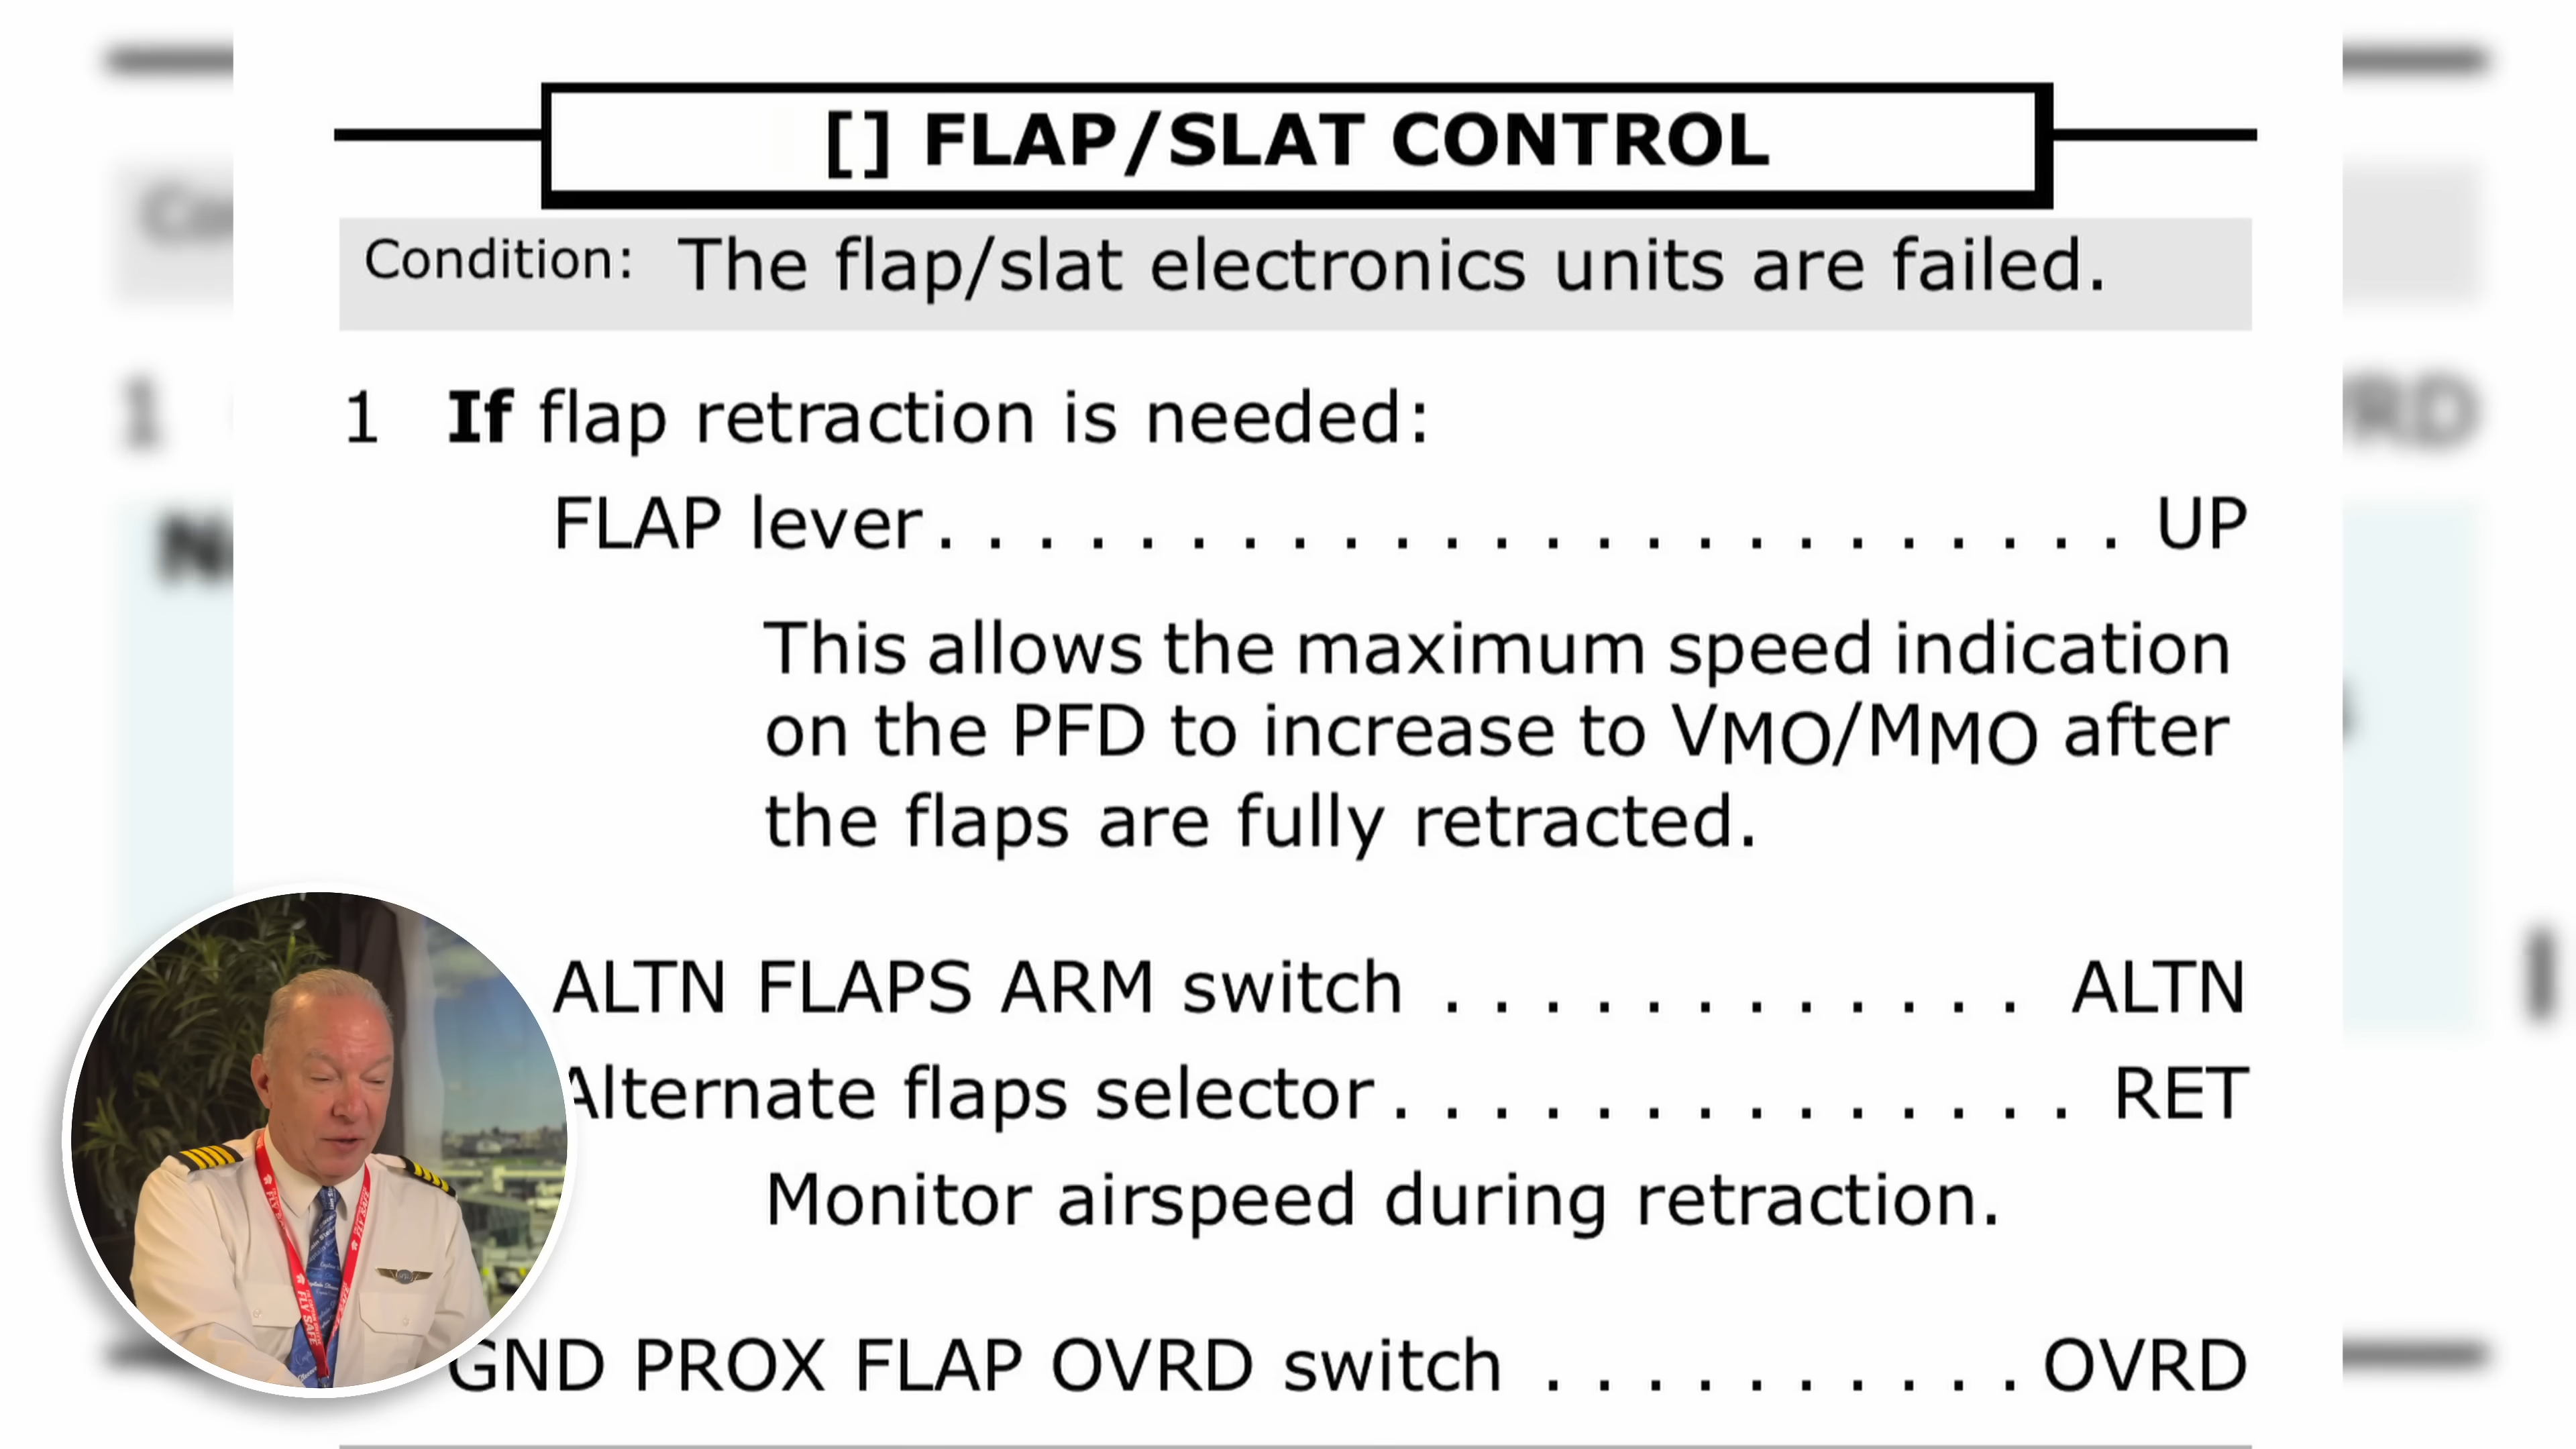 [] FLAP/SLAT CONTROL
Condition: The flap/slat electronics units are failed.
1 If flap retraction is needed:
FLAP lever . . . . . . . . . . . . . . . . . . . . . . . . UP
This allows the maximum speed indication
on the PFD to increase to VMO/MMO after
the flaps are fully retracted.
ALTN FLAPS ARM switch . . . . . . . . . . . . ALTN
Alternate flaps selector . . . . . . . . . . . . . . RET
Monitor airspeed during retraction.
GND PROX FLAP OVRD switch . . . . . . . . . . OVRD
FLY SAFE